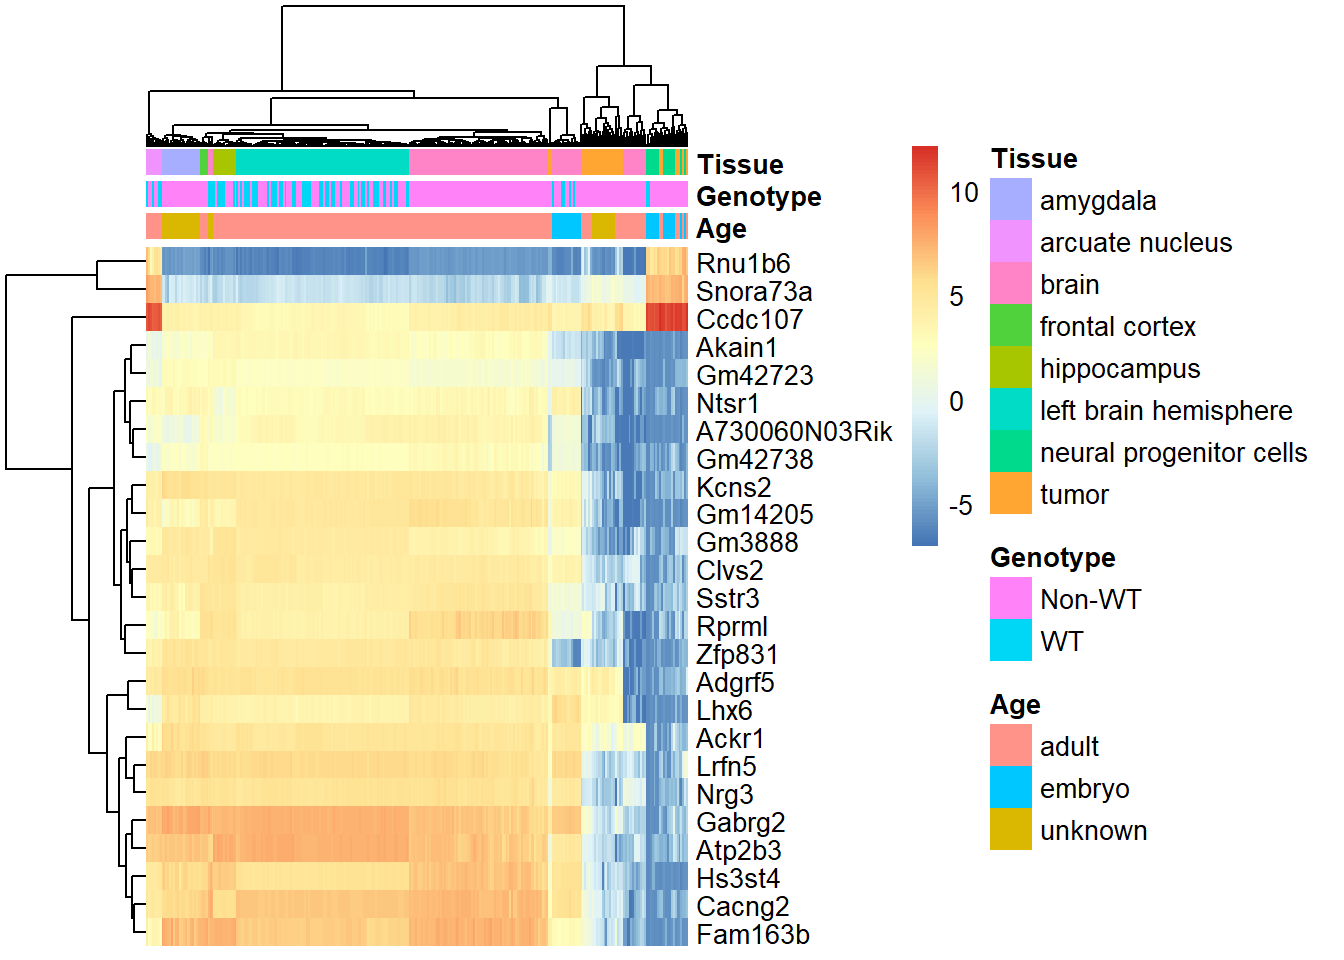 Tissue
Genotype
Age
Rnu1b6
Snora73a
Ccdc107
Akain1
Gm42723
Ntsr1
A730060N03Rik
Gm42738
Kcns2
Gm14205
Gm3888
Clvs2
Sstr3
Rprml
Zfp831
Adgrf5
Lhx6
Ackr1
Lrfn5
Nrg3
Gabrg2
Atp2b3
Hs3st4
Cacng2
Fam163b
10
5
0
-5
Tissue
amygdala
arcuate nucleus
brain
frontal cortex
hippocampus
left brain hemisphere
neural progenitor cells
tumor
Genotype
Non-WT
WT
Age
adult
embryo
unknown